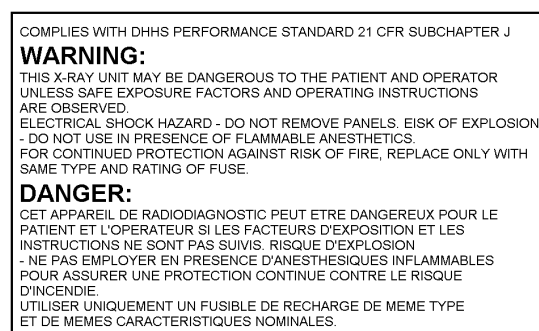 COMPLIES WITH DHHS PERFORMANCE STANDARD 21 CFR SUBCHAPTER J
WARNING:
THIS X-RAY UNIT MAY BE DANGEROUS TO THE PATIENT AND OPERATOR
UNLESS SAFE EXPOSURE FACTORS AND OPERATING INSTRUCTIONS
ARE OBSERVED.
ELECTRICAL SHOCK HAZARD - DO NOT REMOVE PANELS. EISK OF EXPLOSION
- DO NOT USE IN PRESENCE OF FLAMMABLE ANESTHETICS.
FOR CONTINUED PROTECTION AGAINST RISK OF FIRE, REPLACE ONLY WITH
SAME TYPE AND RATING OF FUSE.
DANGER:
CET APPAREIL DE RADIODIAGNOSTIC PEUT ETRE DANGEREUX POUR LE
PATIENT ET L'OPERATEUR SI LES FACTEURS D'EXPOSITION ET LES
INSTRUCTIONS NE SONT PAS SUIVIS. RISQUE D'EXPLOSION
- NE PAS EMPLOYER EN PRESENCE D'ANESTHESIQUES INFLAMMABLES
POUR ASSURER UNE PROTECTION CONTINUE CONTRE LE RISQUE
D'INCENDIE.
UTILISER UNIQUEMENT UN FUSIBLE DE RECHARGE DE MEME TYPE
ET DE MEMES CARACTERISTIQUES NOMINALES.